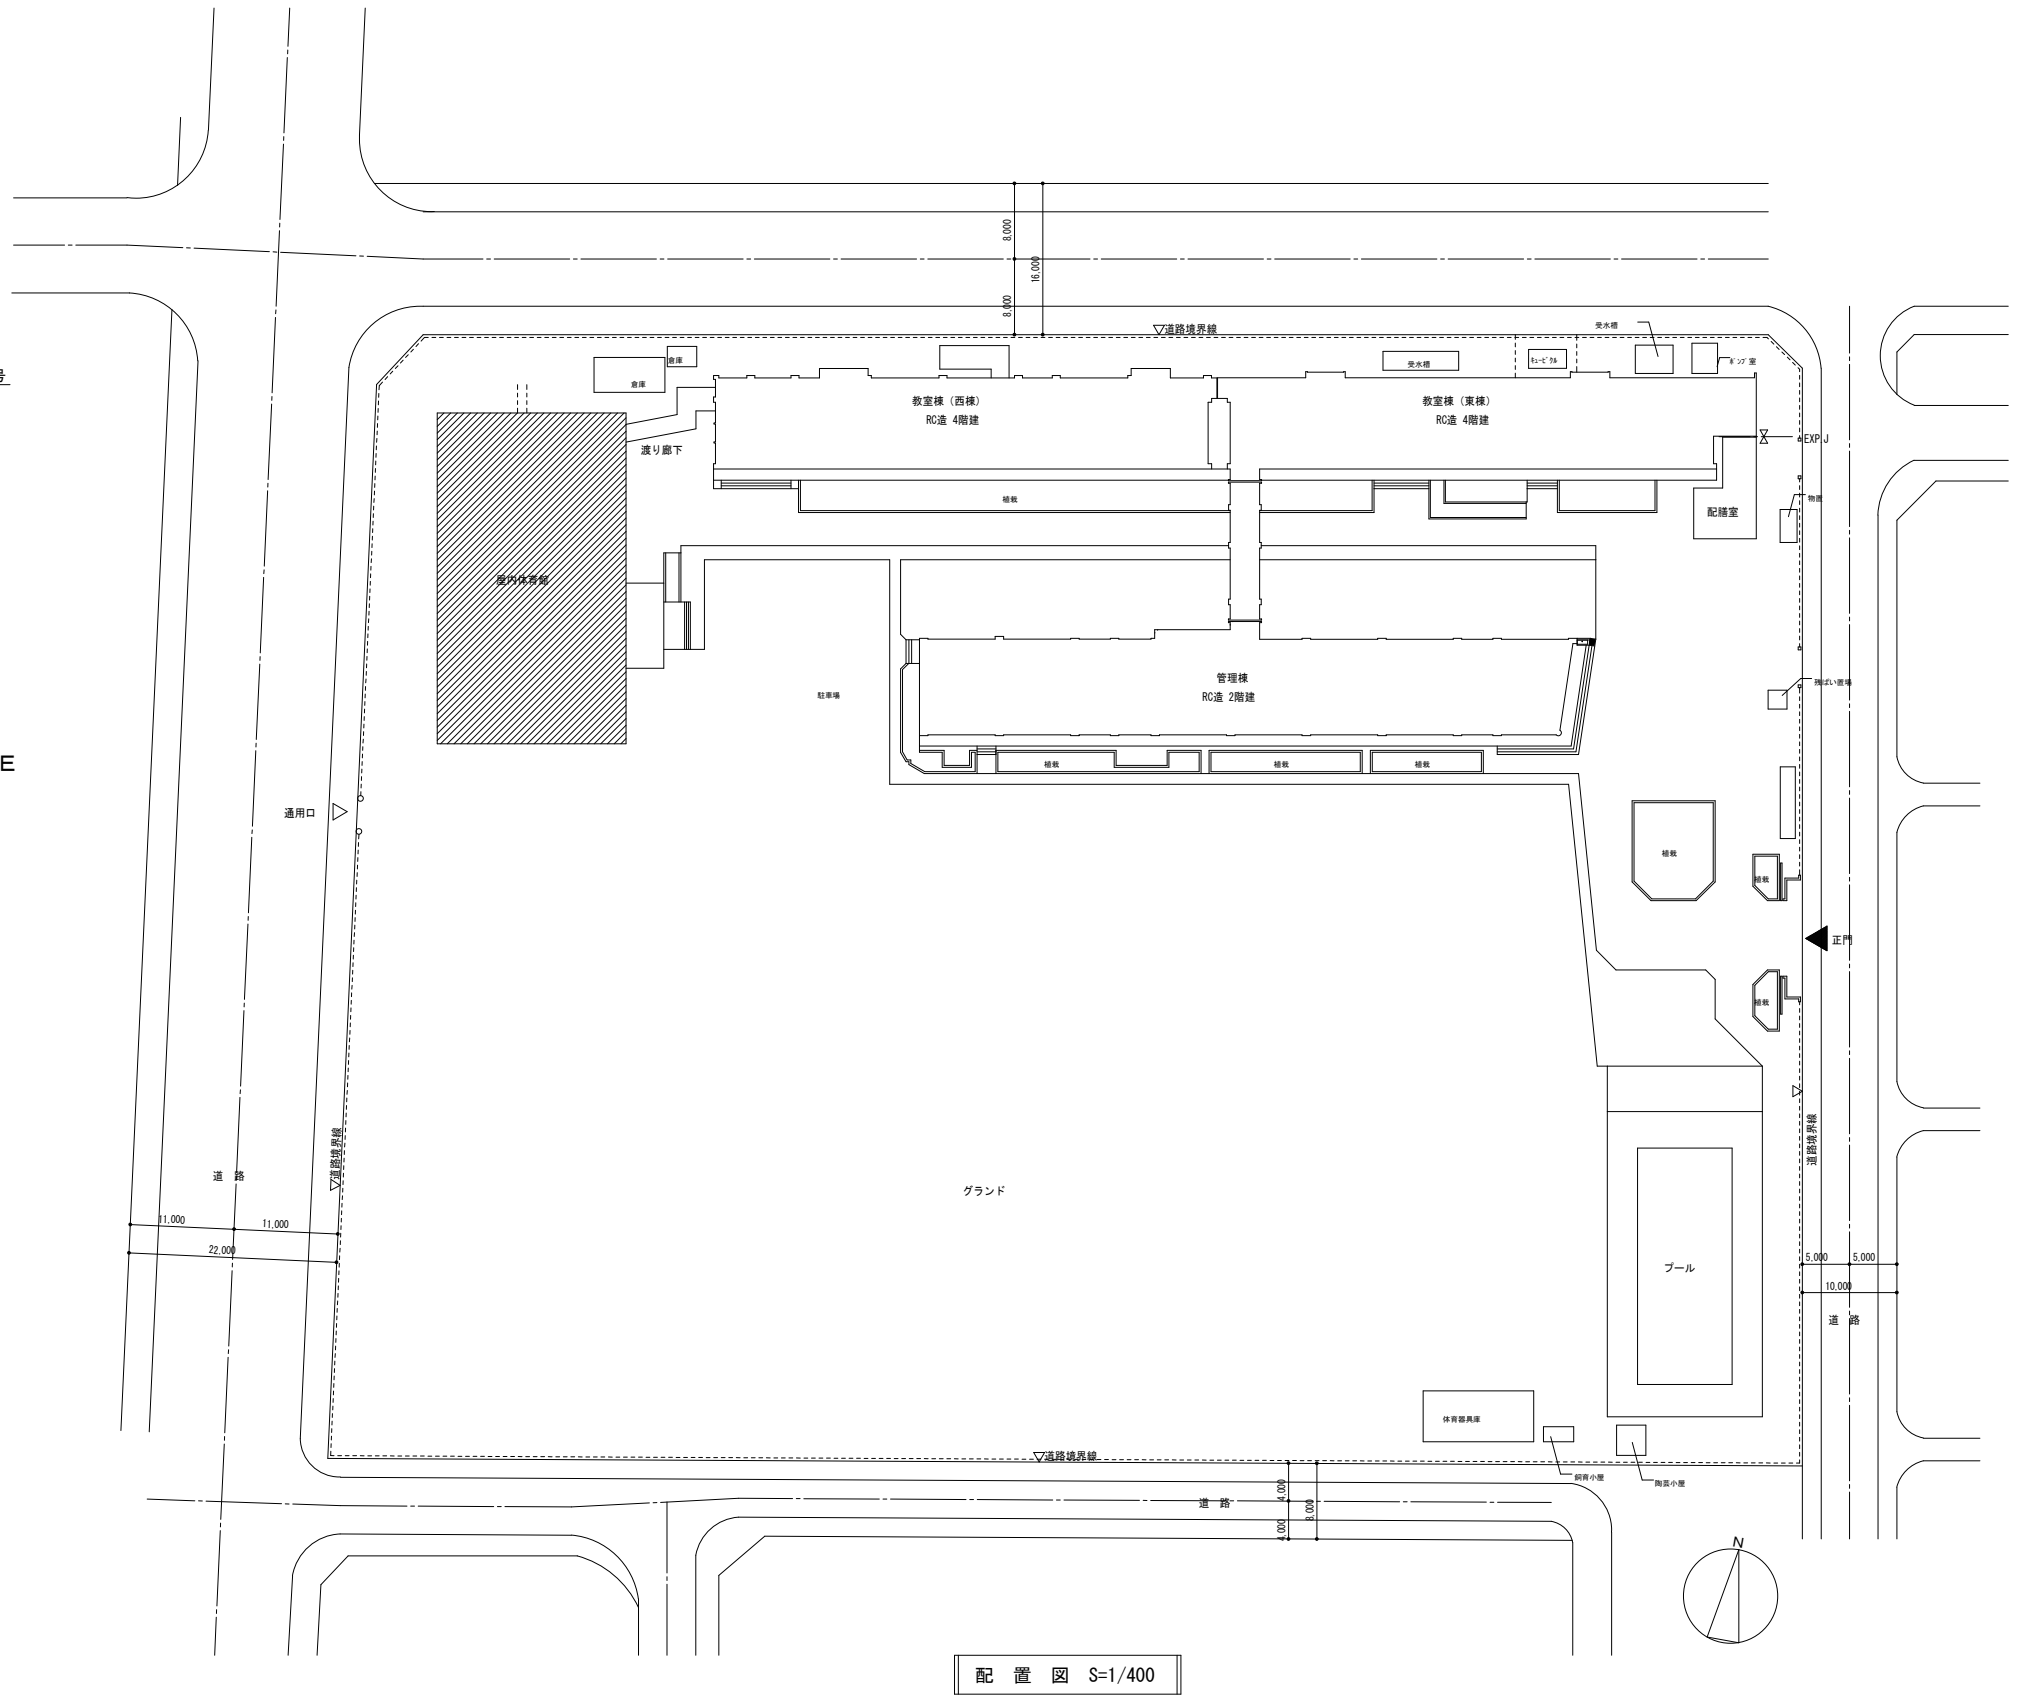 8,000
16,000
8,000
道路境界線
受水槽
倉庫
ｷｭｰﾋﾞｸﾙ
ﾎﾟﾝﾌﾟ室
受水槽
号
倉庫
教室棟（西棟）
RC造 4階建
教室棟（東棟）
RC造 4階建
EXP.J
渡り廊下
植栽
物置
配膳室
屋内体育館
管理棟
RC造 2階建
駐車場
残ぱい置場
E
植栽
植栽
植栽
通用口
植栽
植栽
正門
植栽
道路境界線
道路境界線
道 路
グランド
11,000
11,000
22,000
プール
5,000
5,000
10,000
道 路
体育器具庫
道路境界線
飼育小屋
陶芸小屋
道 路
4,000
8,000
4,000
N
配 置 図 S=1/400